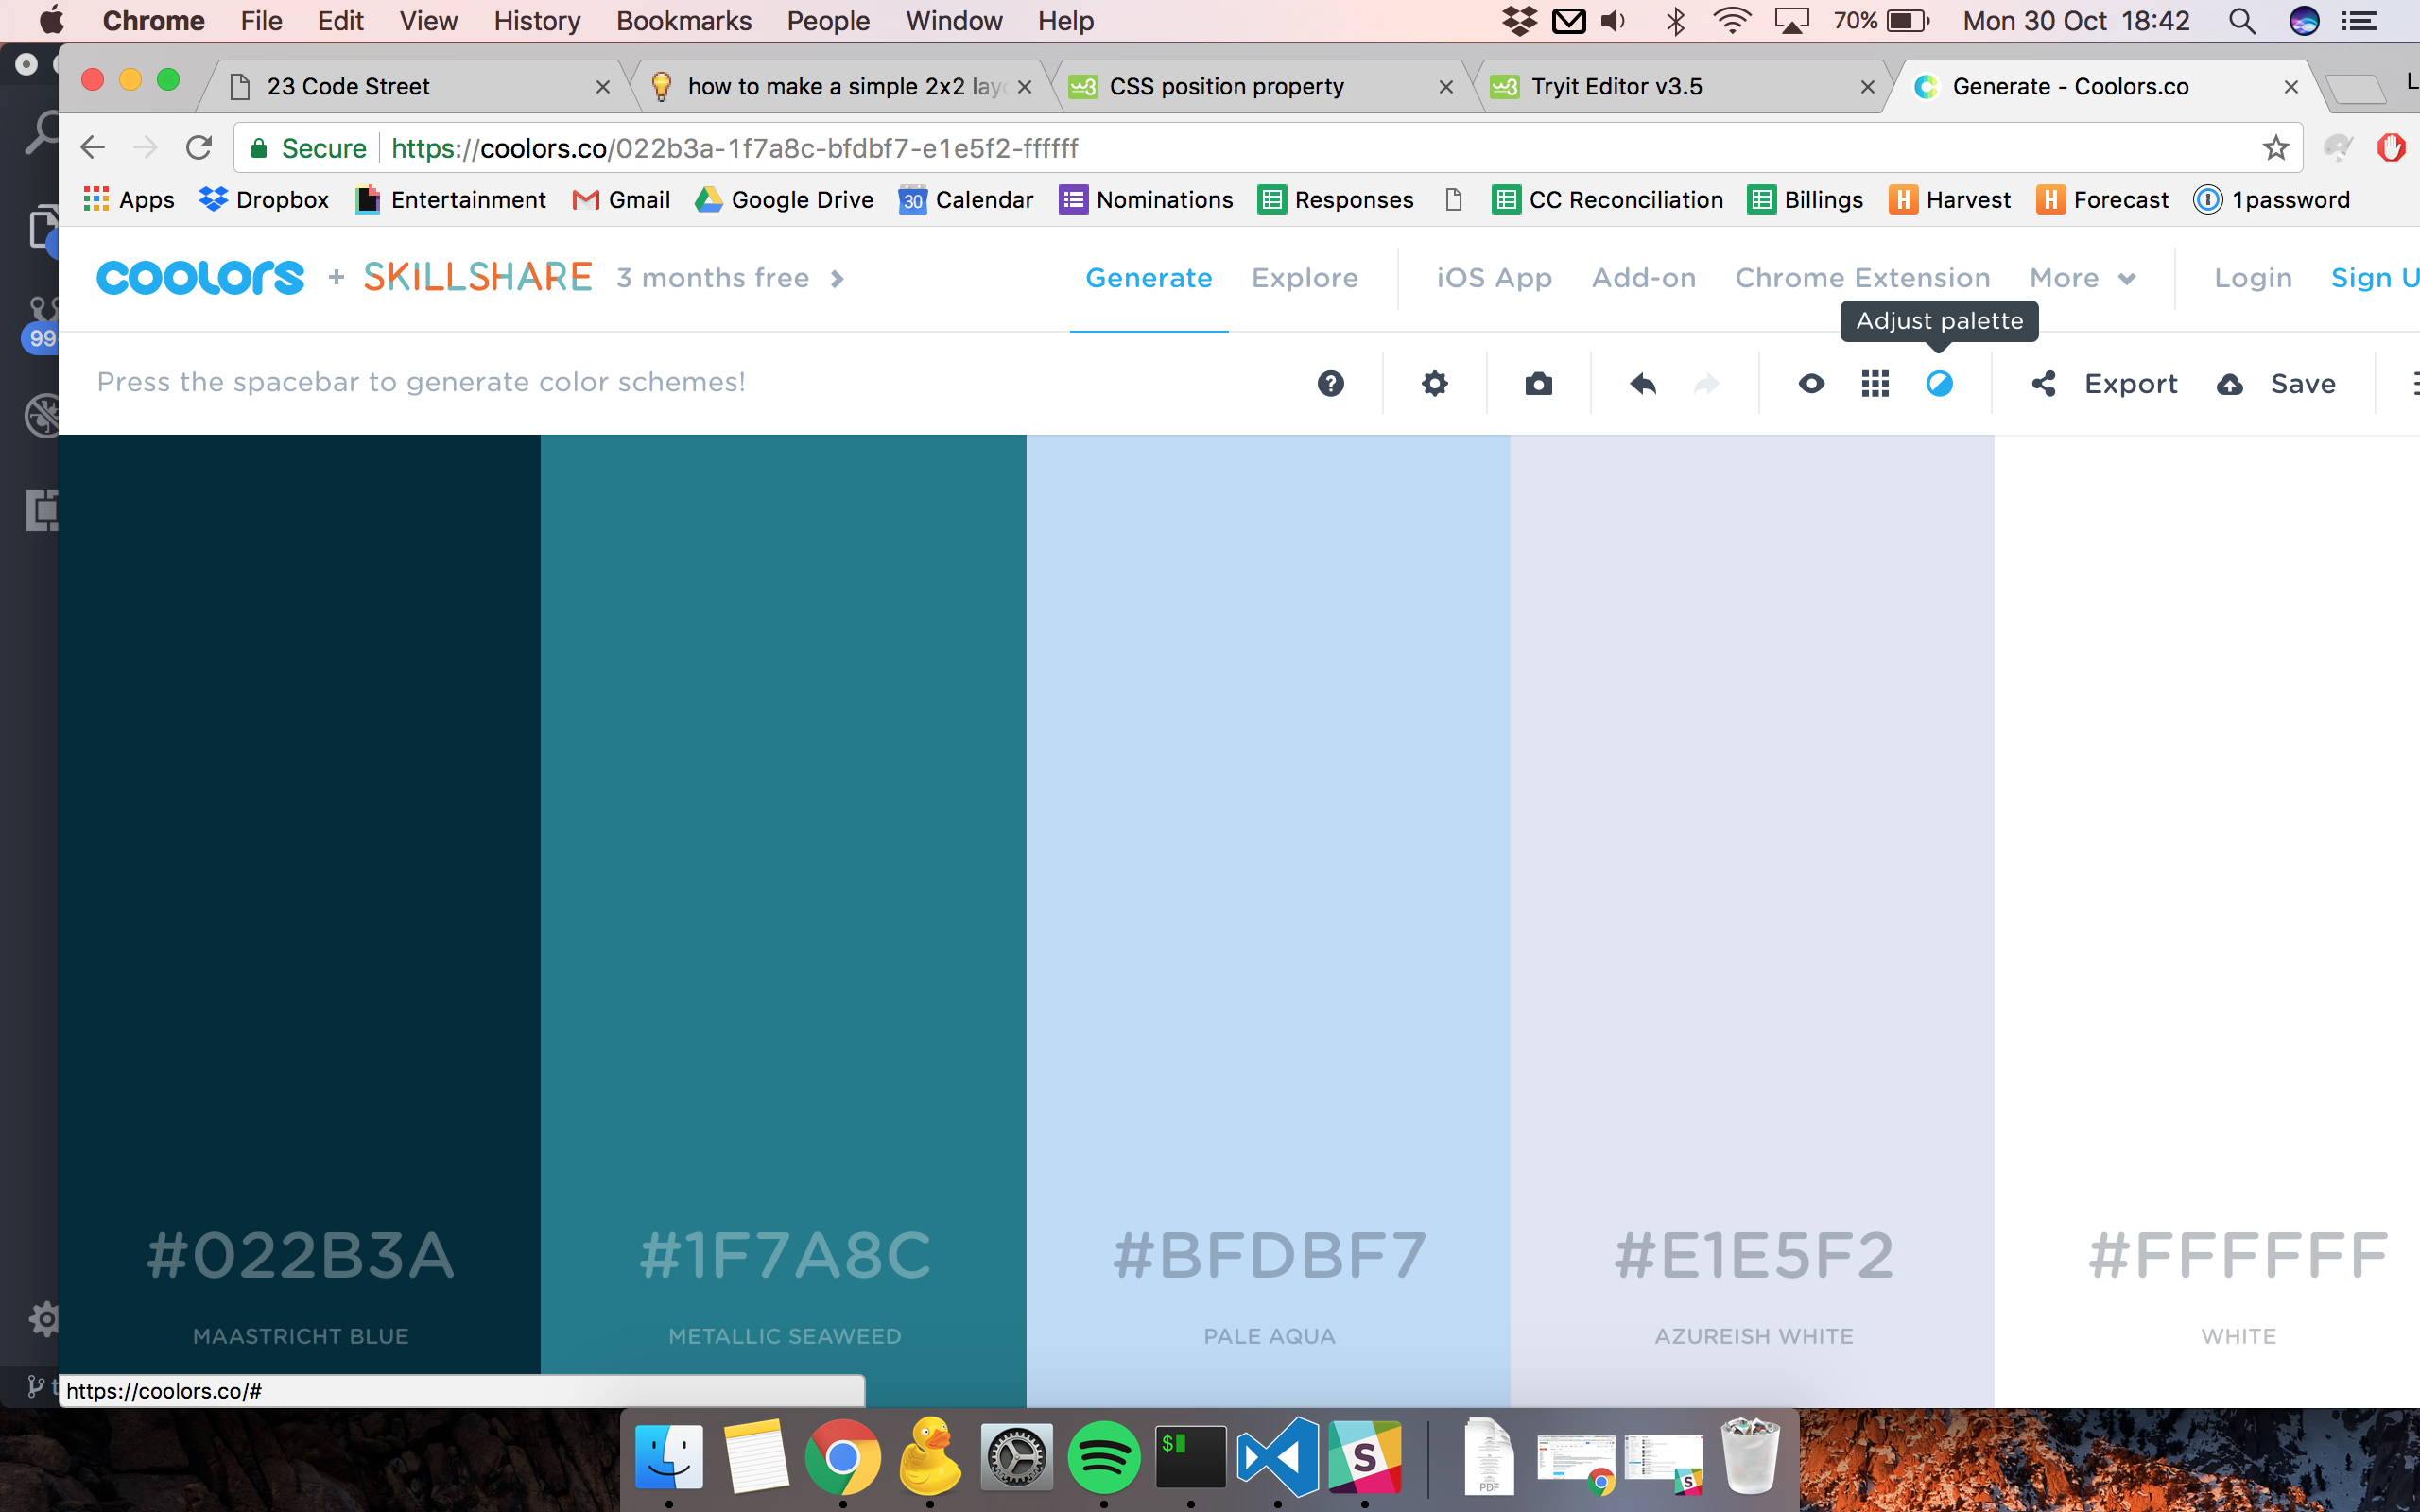 Chrome File Edit View History Bookmarks People Window Help 70% Mon 30 Oct 18:42
23 Code Street how to make a simple 2x2 lay CSS position property Tryit Editor v3.5 Generate - Coolors.co L
Secure https://coolors.co/022b3a-1f7a8c-bfdbf7-e1e5f2-ffffff
Apps Dropbox Entertainment Gmail Google Drive 30 Calendar Nominations Responses CC Reconciliation Billings H Harvest H Forecast 1password
coolors + SKILLSHARE 3 months free Generate Explore iOS App Add-on Chrome Extension More Login Sign U
99
Adjust palette
Press the spacebar to generate color schemes! Export Save
#022B3A #1F7A8C #BFDBF7 #E1E5F2 #FFFFFF
MAASTRICHT BLUE METALLIC SEAWEED PALE AQUA AZUREISH WHITE WHITE
t https://coolors.co/#
$ S
PDF S